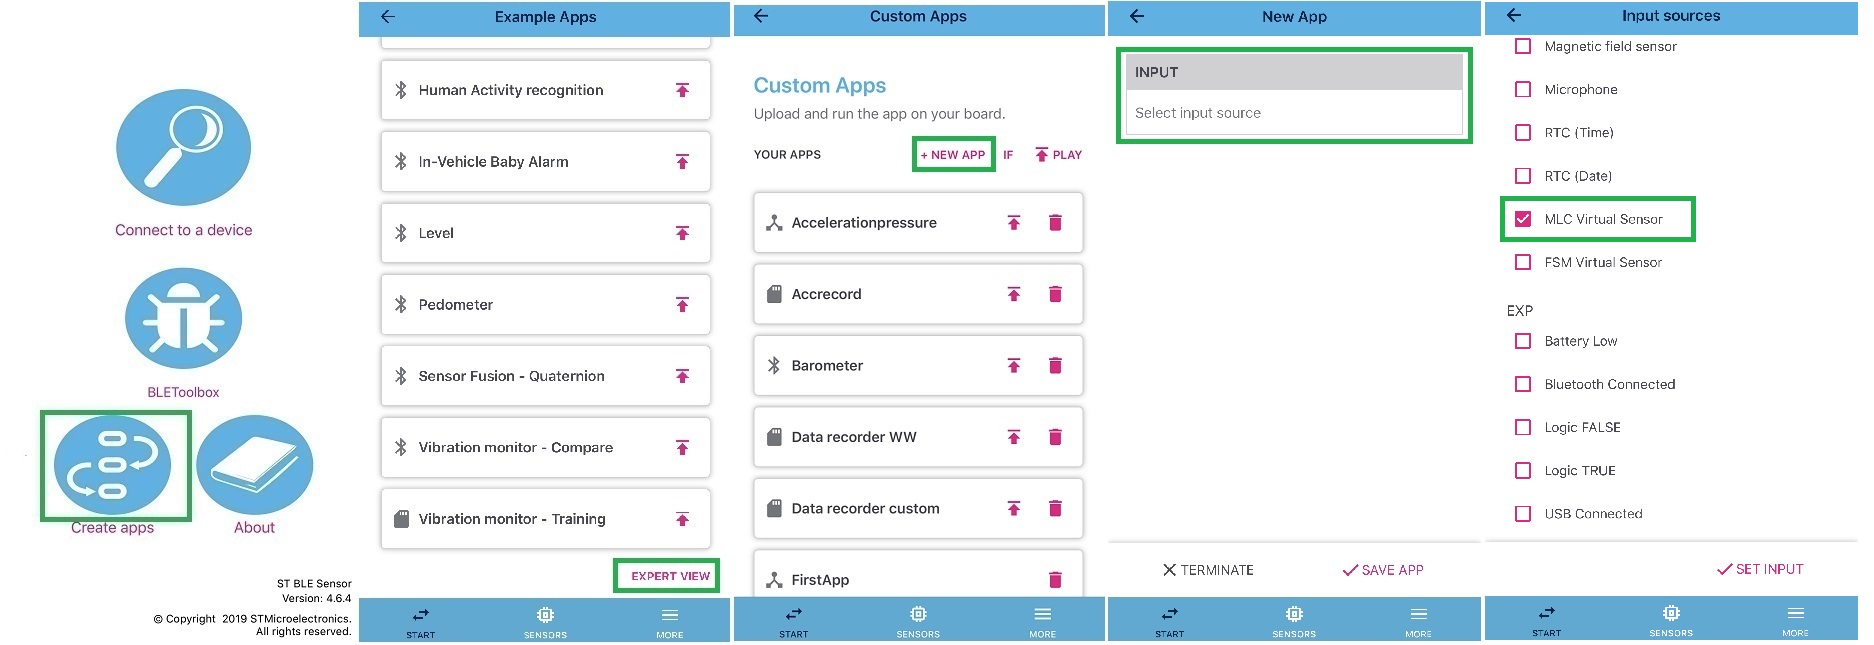 Connect to a device
BLEToolbox
Create apps
About
ST BLE Sensor
Version: 4.6.4
© Copyright 2019 STMicroelectronics.
All rights reserved.
Example Apps
Human Activity recognition
In-Vehicle Baby Alarm
Level
Pedometer
Sensor Fusion - Quaternion
Vibration monitor - Compare
Vibration monitor - Training
EXPERT VIEW
START
SENSORS
MORE
Custom Apps
Custom Apps
Upload and run the app on your board.
YOUR APPS
+ NEW APP
IF
PLAY
Accelerationpressure
Accrecord
Barometer
Data recorder WW
Data recorder custom
FirstApp
START
SENSORS
MORE
New App
INPUT
Select input source
TERMINATE
SAVE APP
START
SENSORS
MORE
Input sources
Magnetic field sensor
Microphone
RTC (Time)
RTC (Date)
MLC Virtual Sensor
FSM Virtual Sensor
EXP
Battery Low
Bluetooth Connected
Logic FALSE
Logic TRUE
USB Connected
SET INPUT
START
SENSORS
MORE